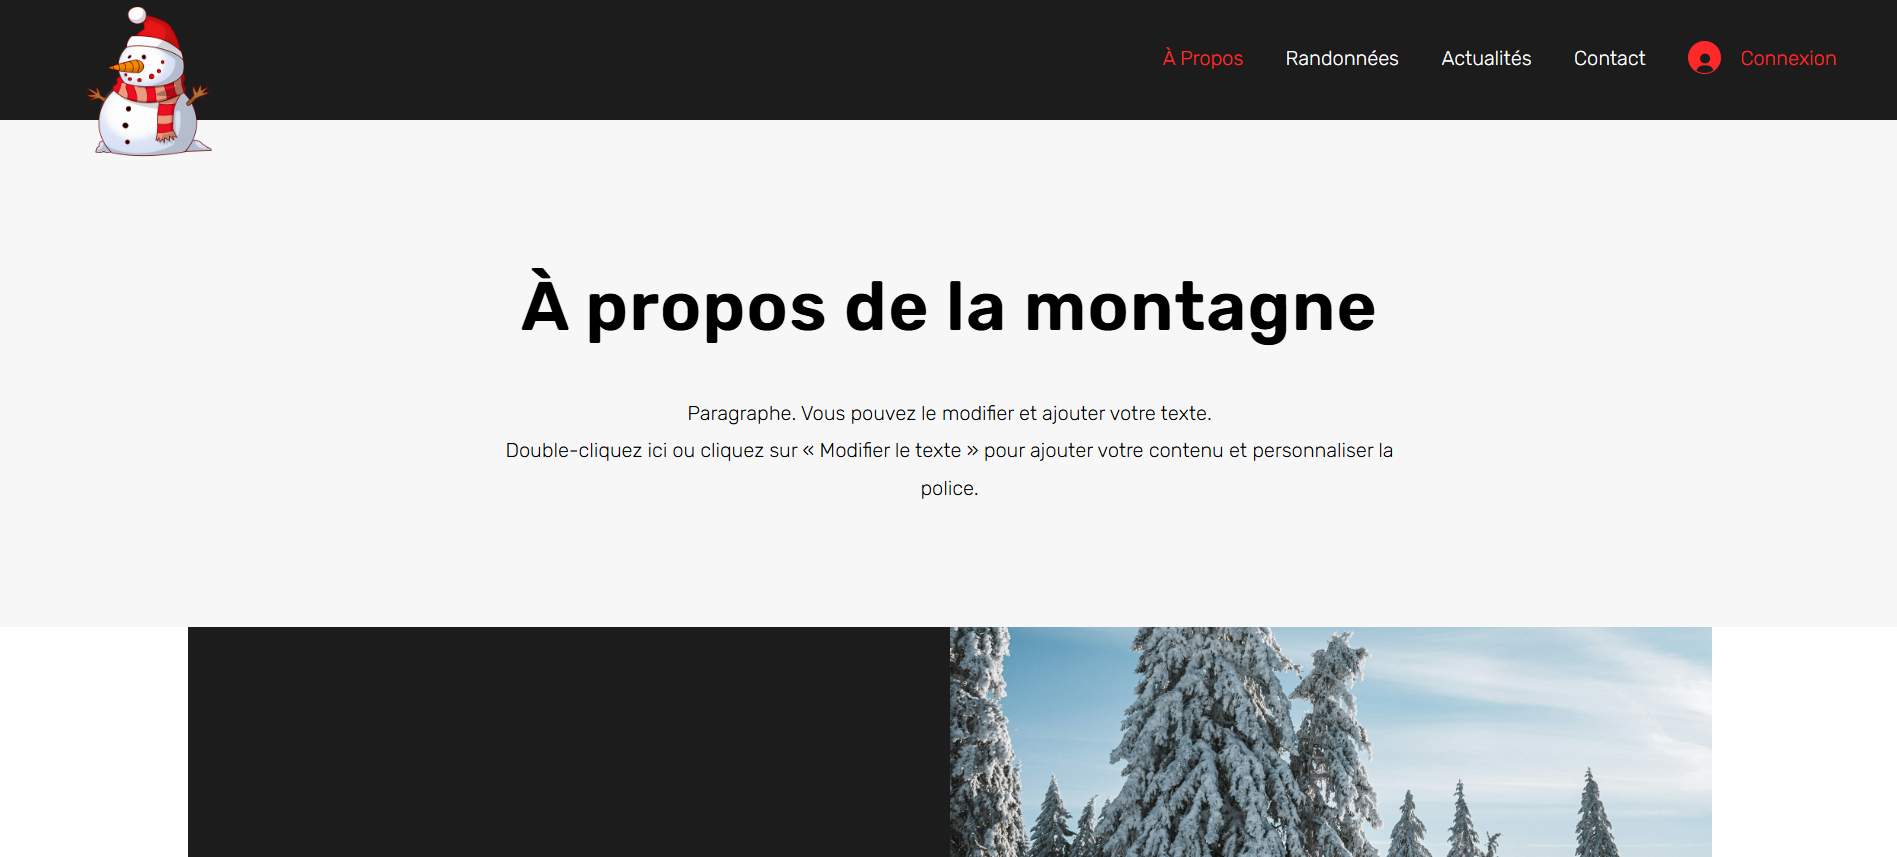 À Propos Randonnées Actualités Contact Connexion
À propos de la montagne
Paragraphe. Vous pouvez le modifier et ajouter votre texte.
Double-cliquez ici ou cliquez sur « Modifier le texte » pour ajouter votre contenu et personnaliser la
police.